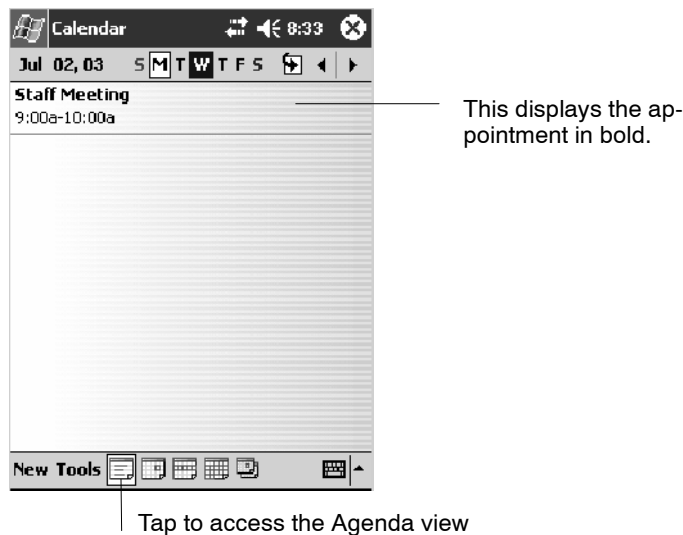 Calendar 8:33
Jul 02, 03 S M T W T F S
Staff Meeting
9:00a-10:00a
This displays the ap-
pointment in bold.
New Tools
Tap to access the Agenda view